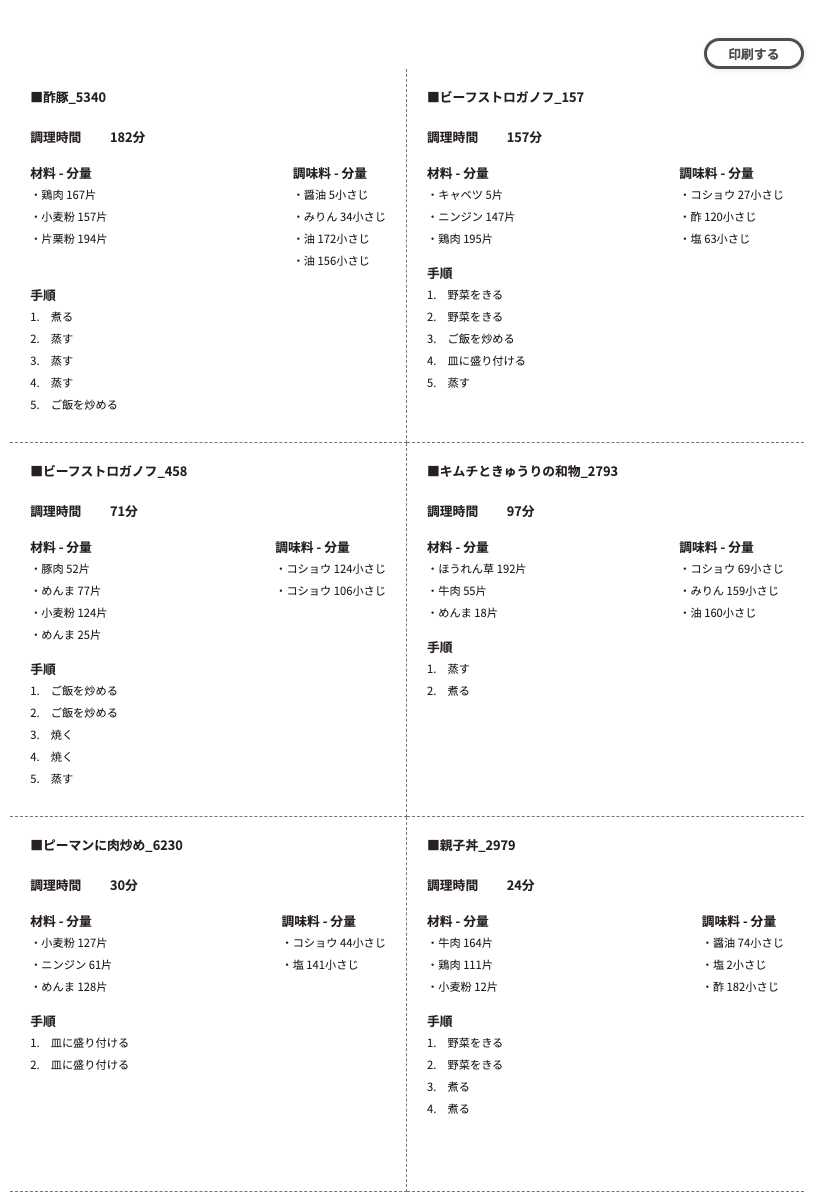 印刷する
■酢豚_5340
調理時間 182分
材料 - 分量
・鶏肉 167片
・小麦粉 157片
・片栗粉 194片
調味料 - 分量
・醤油 5小さじ
・みりん 34小さじ
・油 172小さじ
・油 156小さじ
手順
1. 煮る
2. 蒸す
3. 蒸す
4. 蒸す
5. ご飯を炒める
■ビーフストロガノフ_157
調理時間 157分
材料 - 分量
・キャベツ 5片
・ニンジン 147片
・鶏肉 195片
調味料 - 分量
・コショウ 27小さじ
・酢 120小さじ
・塩 63小さじ
手順
1. 野菜をきる
2. 野菜をきる
3. ご飯を炒める
4. 皿に盛り付ける
5. 蒸す
■ビーフストロガノフ_458
調理時間 71分
材料 - 分量
・豚肉 52片
・めんま 77片
・小麦粉 124片
・めんま 25片
調味料 - 分量
・コショウ 124小さじ
・コショウ 106小さじ
手順
1. ご飯を炒める
2. ご飯を炒める
3. 焼く
4. 焼く
5. 蒸す
■キムチときゅうりの和物_2793
調理時間 97分
材料 - 分量
・ほうれん草 192片
・牛肉 55片
・めんま 18片
調味料 - 分量
・コショウ 69小さじ
・みりん 159小さじ
・油 160小さじ
手順
1. 蒸す
2. 煮る
■ピーマンに肉炒め_6230
調理時間 30分
材料 - 分量
・小麦粉 127片
・ニンジン 61片
・めんま 128片
調味料 - 分量
・コショウ 44小さじ
・塩 141小さじ
手順
1. 皿に盛り付ける
2. 皿に盛り付ける
■親子丼_2979
調理時間 24分
材料 - 分量
・牛肉 164片
・鶏肉 111片
・小麦粉 12片
調味料 - 分量
・醤油 74小さじ
・塩 2小さじ
・酢 182小さじ
手順
1. 野菜をきる
2. 野菜をきる
3. 煮る
4. 煮る